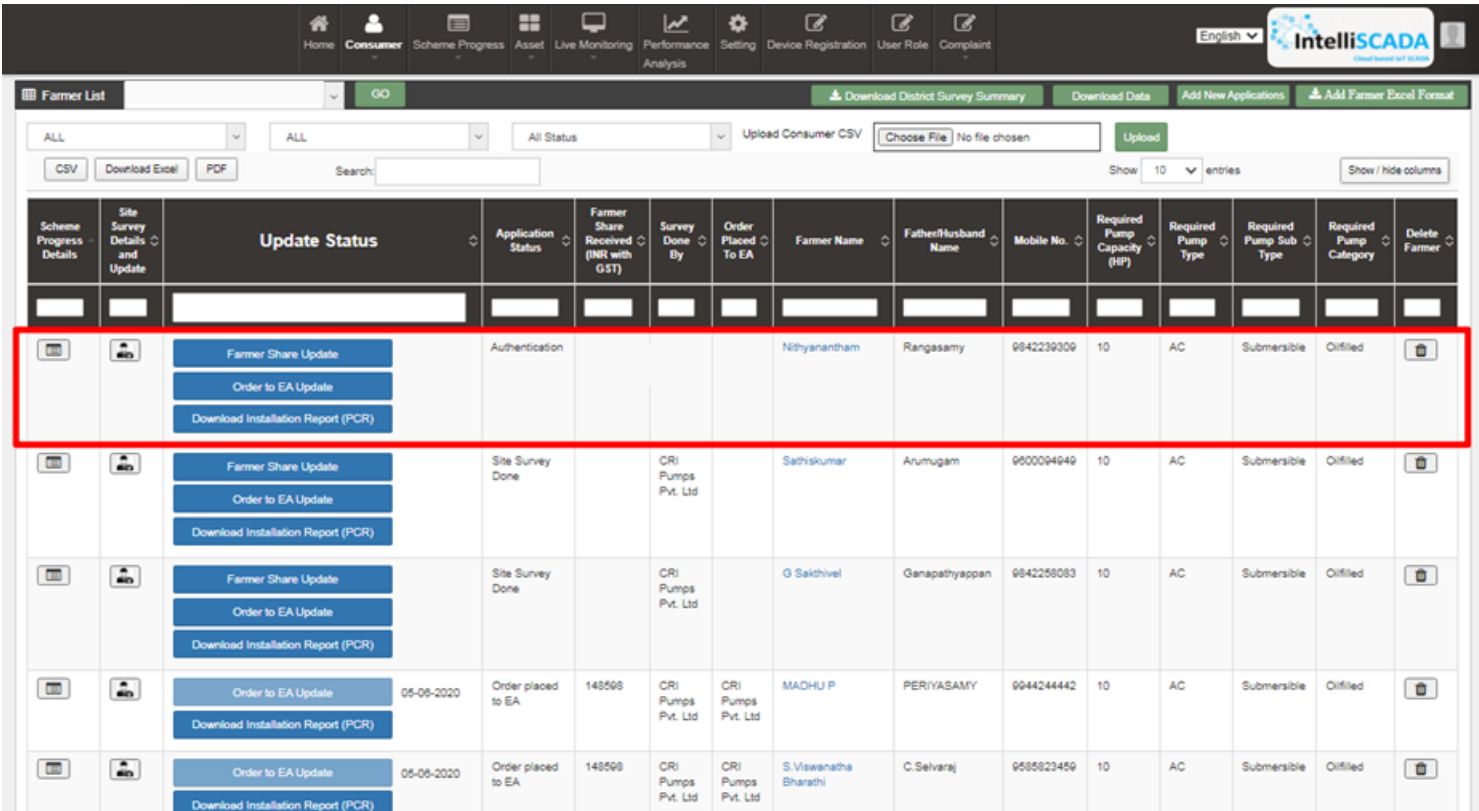 Home Consumer Scheme Progress Asset Live Monitoring Performance Analysis Setting Device Registration User Role Complaint
English
IntelliSCADA
Cloud based IoT SCADA
Farmer List GO Download District Survey Summary Download Data Add New Applications Add Farmer Excel Format
ALL ALL All Status Upload Consumer CSV Choose File No file chosen Upload
CSV Download Excel PDF Search: Show 10 entries Show / hide columns
Scheme Progress Details Site Survey Details and Update Update Status Application Status Farmer Share Received (INR with GST) Survey Done By Order Placed To EA Farmer Name Father/Husband Name Mobile No. Required Pump Capacity (HP) Required Pump Type Required Pump Sub Type Required Pump Category Delete Farmer
Farmer Share Update Authentication Nithyanantham Rangasamy 9842239309 10 AC Submersible Oilfilled
Order to EA Update
Download Installation Report (PCR)
Farmer Share Update Site Survey Done CRI Pumps Pvt. Ltd Sathiskumar Arumugam 9600094949 10 AC Submersible Oilfilled
Order to EA Update
Download Installation Report (PCR)
Farmer Share Update Site Survey Done CRI Pumps Pvt. Ltd G Sakthivel Ganapathyappan 9842258083 10 AC Submersible Oilfilled
Order to EA Update
Download Installation Report (PCR)
Order to EA Update 05-06-2020 Order placed to EA 148598 CRI Pumps Pvt. Ltd CRI Pumps Pvt. Ltd MADHU P PERIYASAMY 9944244442 10 AC Submersible Oilfilled
Download Installation Report (PCR)
Order to EA Update 05-06-2020 Order placed to EA 148598 CRI Pumps Pvt. Ltd CRI Pumps Pvt. Ltd S.Viswanatha Bharathi C.Selvaraj 9585823459 10 AC Submersible Oilfilled
Download Installation Report (PCR)